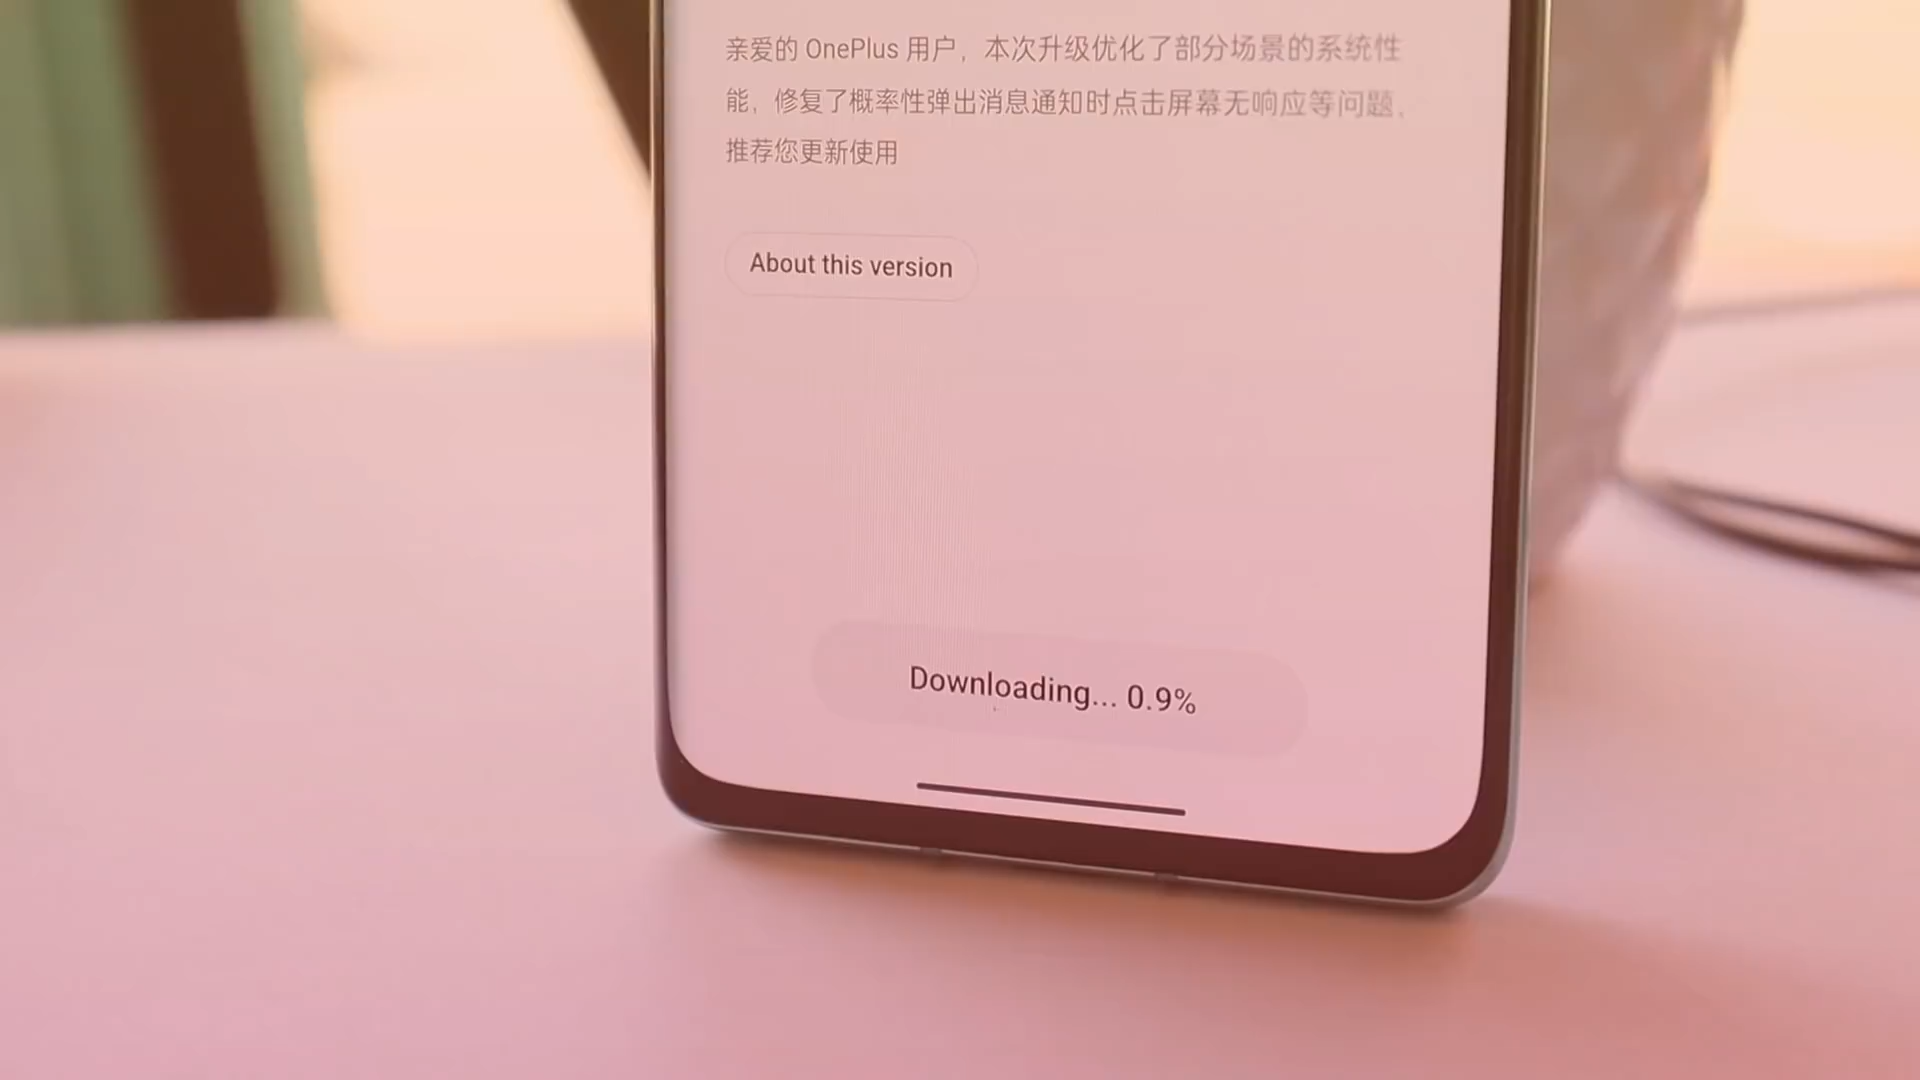 亲爱的 OnePlus 用户，本次升级优化了部分场景的系统性
能，修复了概率性弹出消息通知时点击屏幕无响应等问题，
推荐您更新使用
About this version
Downloading... 0.9%